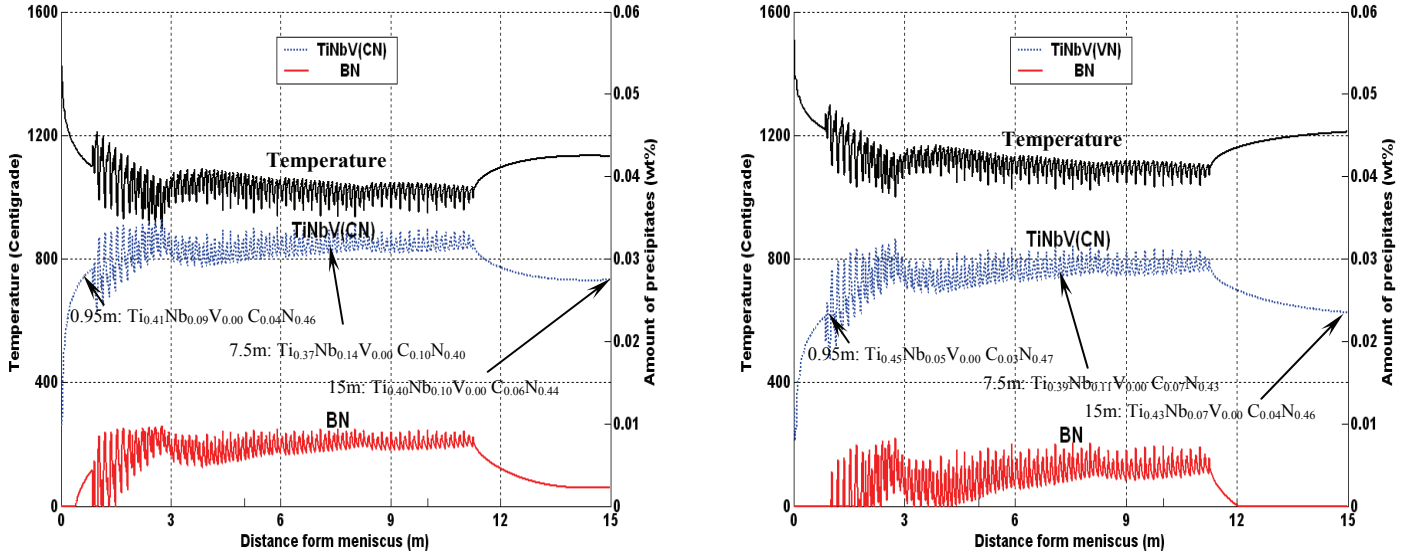 1600
1200
800
400
0
Temperature (Centigrade)
0.06
0.05
0.04
0.03
0.02
0.01
0
Amount of precipitates (wt%)
TiNbV(CN)
BN
Temperature
TiNbV(CN)
0.95m: Ti0.41Nb0.09V0.00 C0.04N0.46
7.5m: Ti0.37Nb0.14V0.00 C0.10N0.40
15m: Ti0.40Nb0.10V0.00 C0.06N0.44
BN
0 3 6 9 12 15
Distance form meniscus (m)
1600
1200
800
400
0
Temperature (Centigrade)
0.06
0.05
0.04
0.03
0.02
0.01
0
Amount of precipitates (wt%)
TiNbV(VN)
BN
Temperature
TiNbV(CN)
0.95m: Ti0.45Nb0.05V0.00 C0.03N0.47
7.5m: Ti0.39Nb0.11V0.00 C0.07N0.43
15m: Ti0.43Nb0.07V0.00 C0.04N0.46
BN
0 3 6 9 12 15
Distance form meniscus (m)